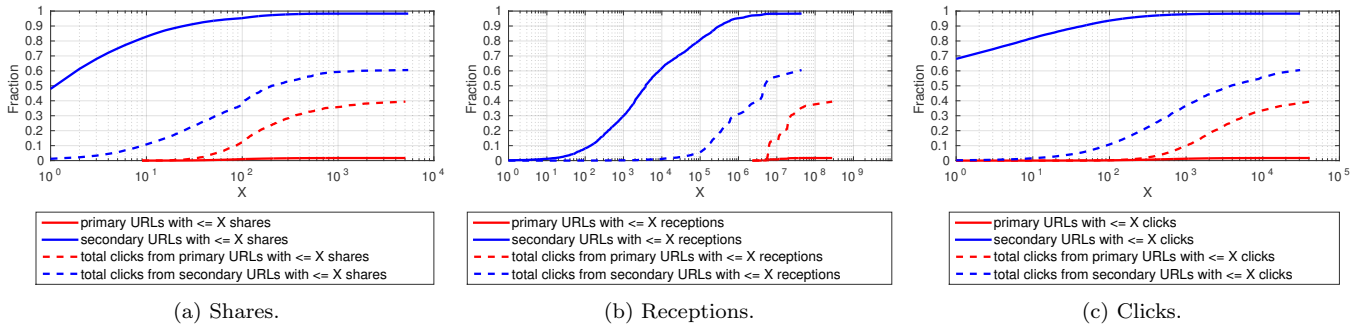 Fraction
1
0.9
0.8
0.7
0.6
0.5
0.4
0.3
0.2
0.1
0
10^0 10^1 10^2 10^3 10^4
X
primary URLs with <= X shares
secondary URLs with <= X shares
total clicks from primary URLs with <= X shares
total clicks from secondary URLs with <= X shares
(a) Shares.
Fraction
1
0.9
0.8
0.7
0.6
0.5
0.4
0.3
0.2
0.1
0
10^0 10^1 10^2 10^3 10^4 10^5 10^6 10^7 10^8 10^9
X
primary URLs with <= X receptions
secondary URLs with <= X receptions
total clicks from primary URLs with <= X receptions
total clicks from secondary URLs with <= X receptions
(b) Receptions.
Fraction
1
0.9
0.8
0.7
0.6
0.5
0.4
0.3
0.2
0.1
0
10^0 10^1 10^2 10^3 10^4 10^5
X
primary URLs with <= X clicks
secondary URLs with <= X clicks
total clicks from primary URLs with <= X clicks
total clicks from secondary URLs with <= X clicks
(c) Clicks.